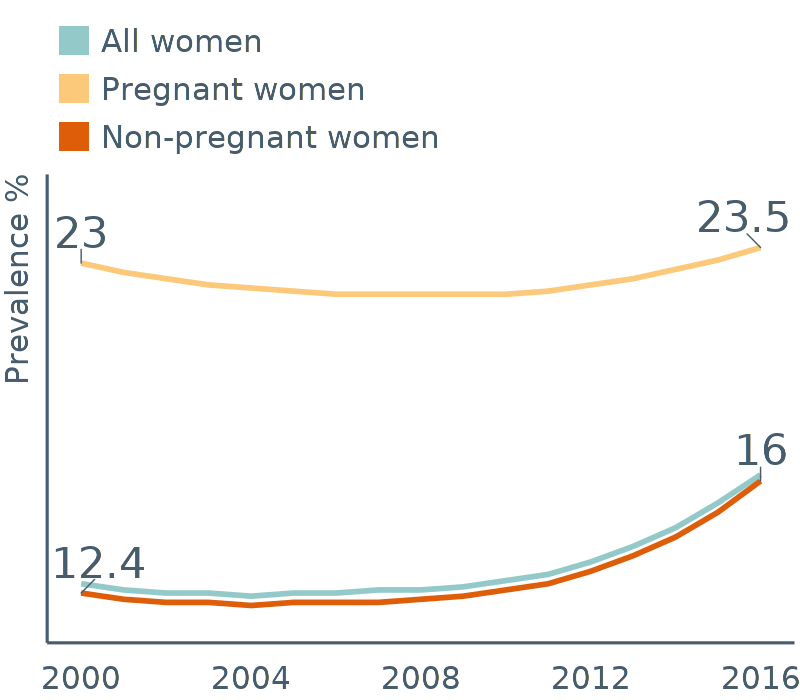 All women
Pregnant women
Non-pregnant women
Prevalence %
23
23.5
16
12.4
2000 2004 2008 2012 2016